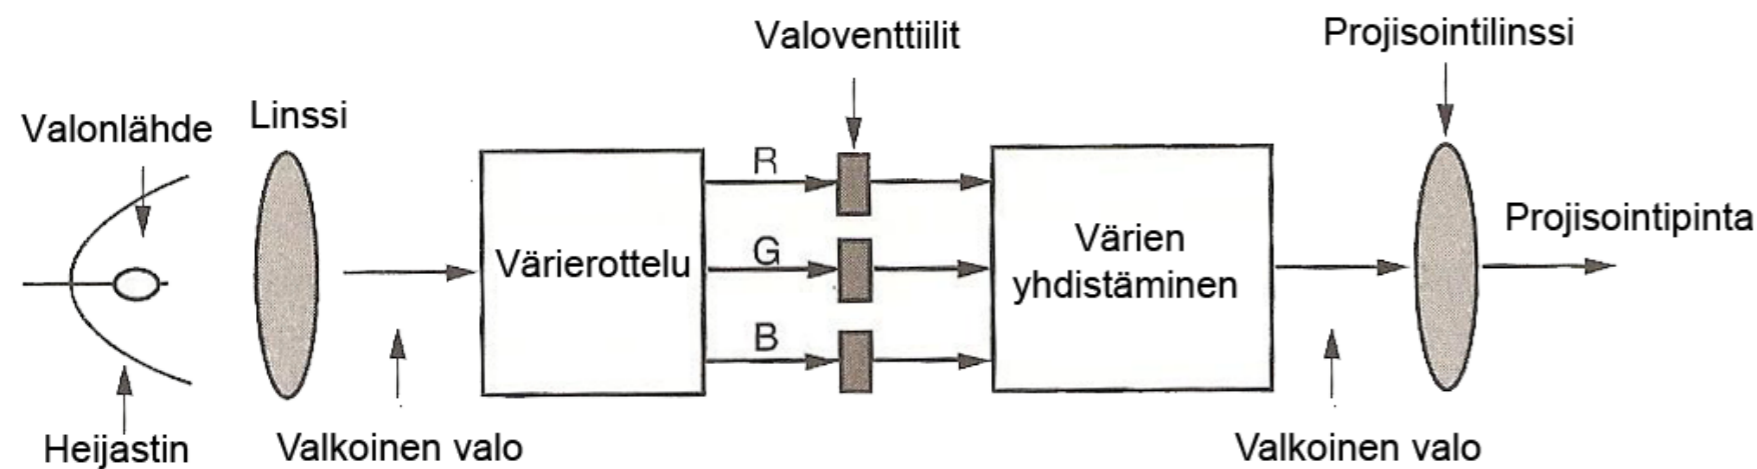 Valoventtiilit
Projisointilinssi
Valonlähde
Linssi
R
G
B
Värierottelu
Värien
yhdistäminen
Projisointipinta
Heijastin
Valkoinen valo
Valkoinen valo